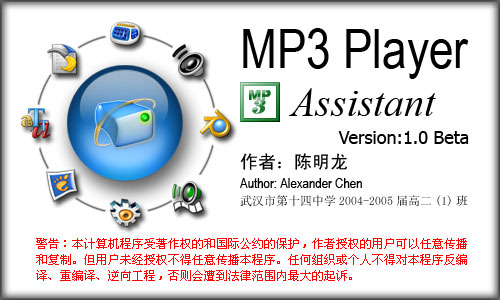 MP3 Player
MP3
Assistant
Version:1.0 Beta
作者：陈明龙
Author: Alexander Chen
武汉市第十四中学 2004-2005 届高二 (1) 班
警告：本计算机程序受著作权的和国际公约的保护，作者授权的用户可以任意传播
和复制。但用户未经授权不得任意传播本程序。任何组织或个人不得对本程序反编
译、重编译、逆向工程，否则会遭到法律范围内最大的起诉。